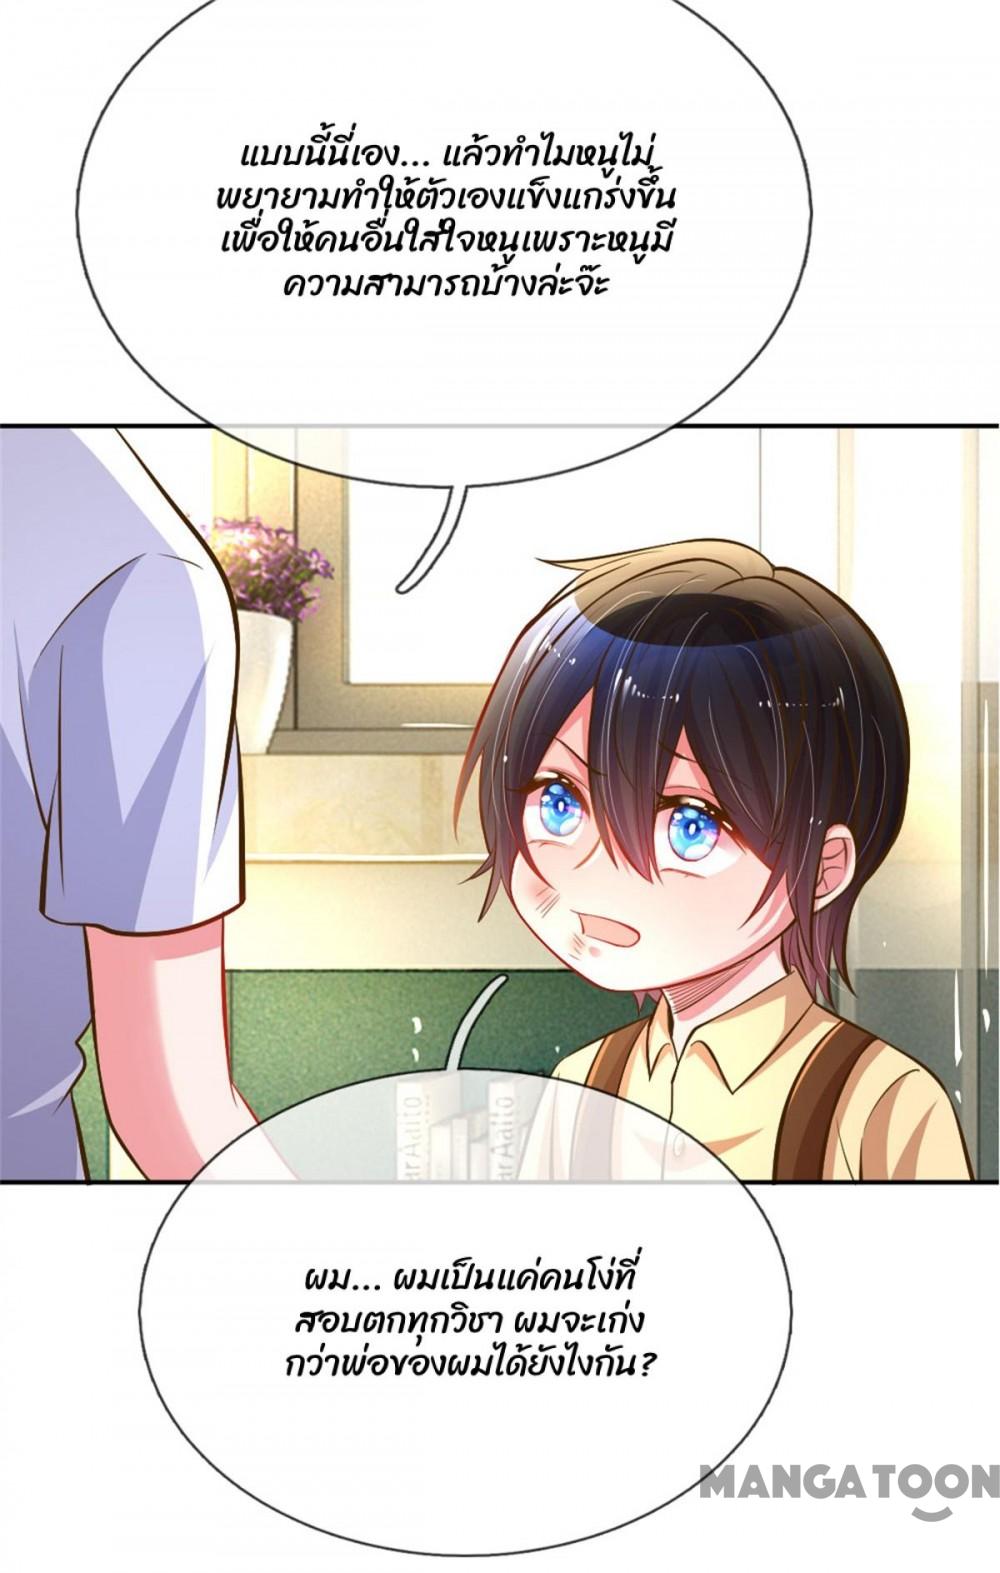 แบบนี้นี่เอง... แล้วทำไมหนูไม่
พยายามทำให้ตัวเองแข็งแกร่งขึ้น
เพื่อให้คนอื่นใส่ใจหนูเพราะหนูมี
ความสามารถบ้างล่ะจ๊ะ
ผม... ผมเป็นแค่คนโง่ที่
สอบตกทุกวิชา ผมจะเก่ง
กว่าพ่อของผมได้ยังไงกัน?
MANGATOON